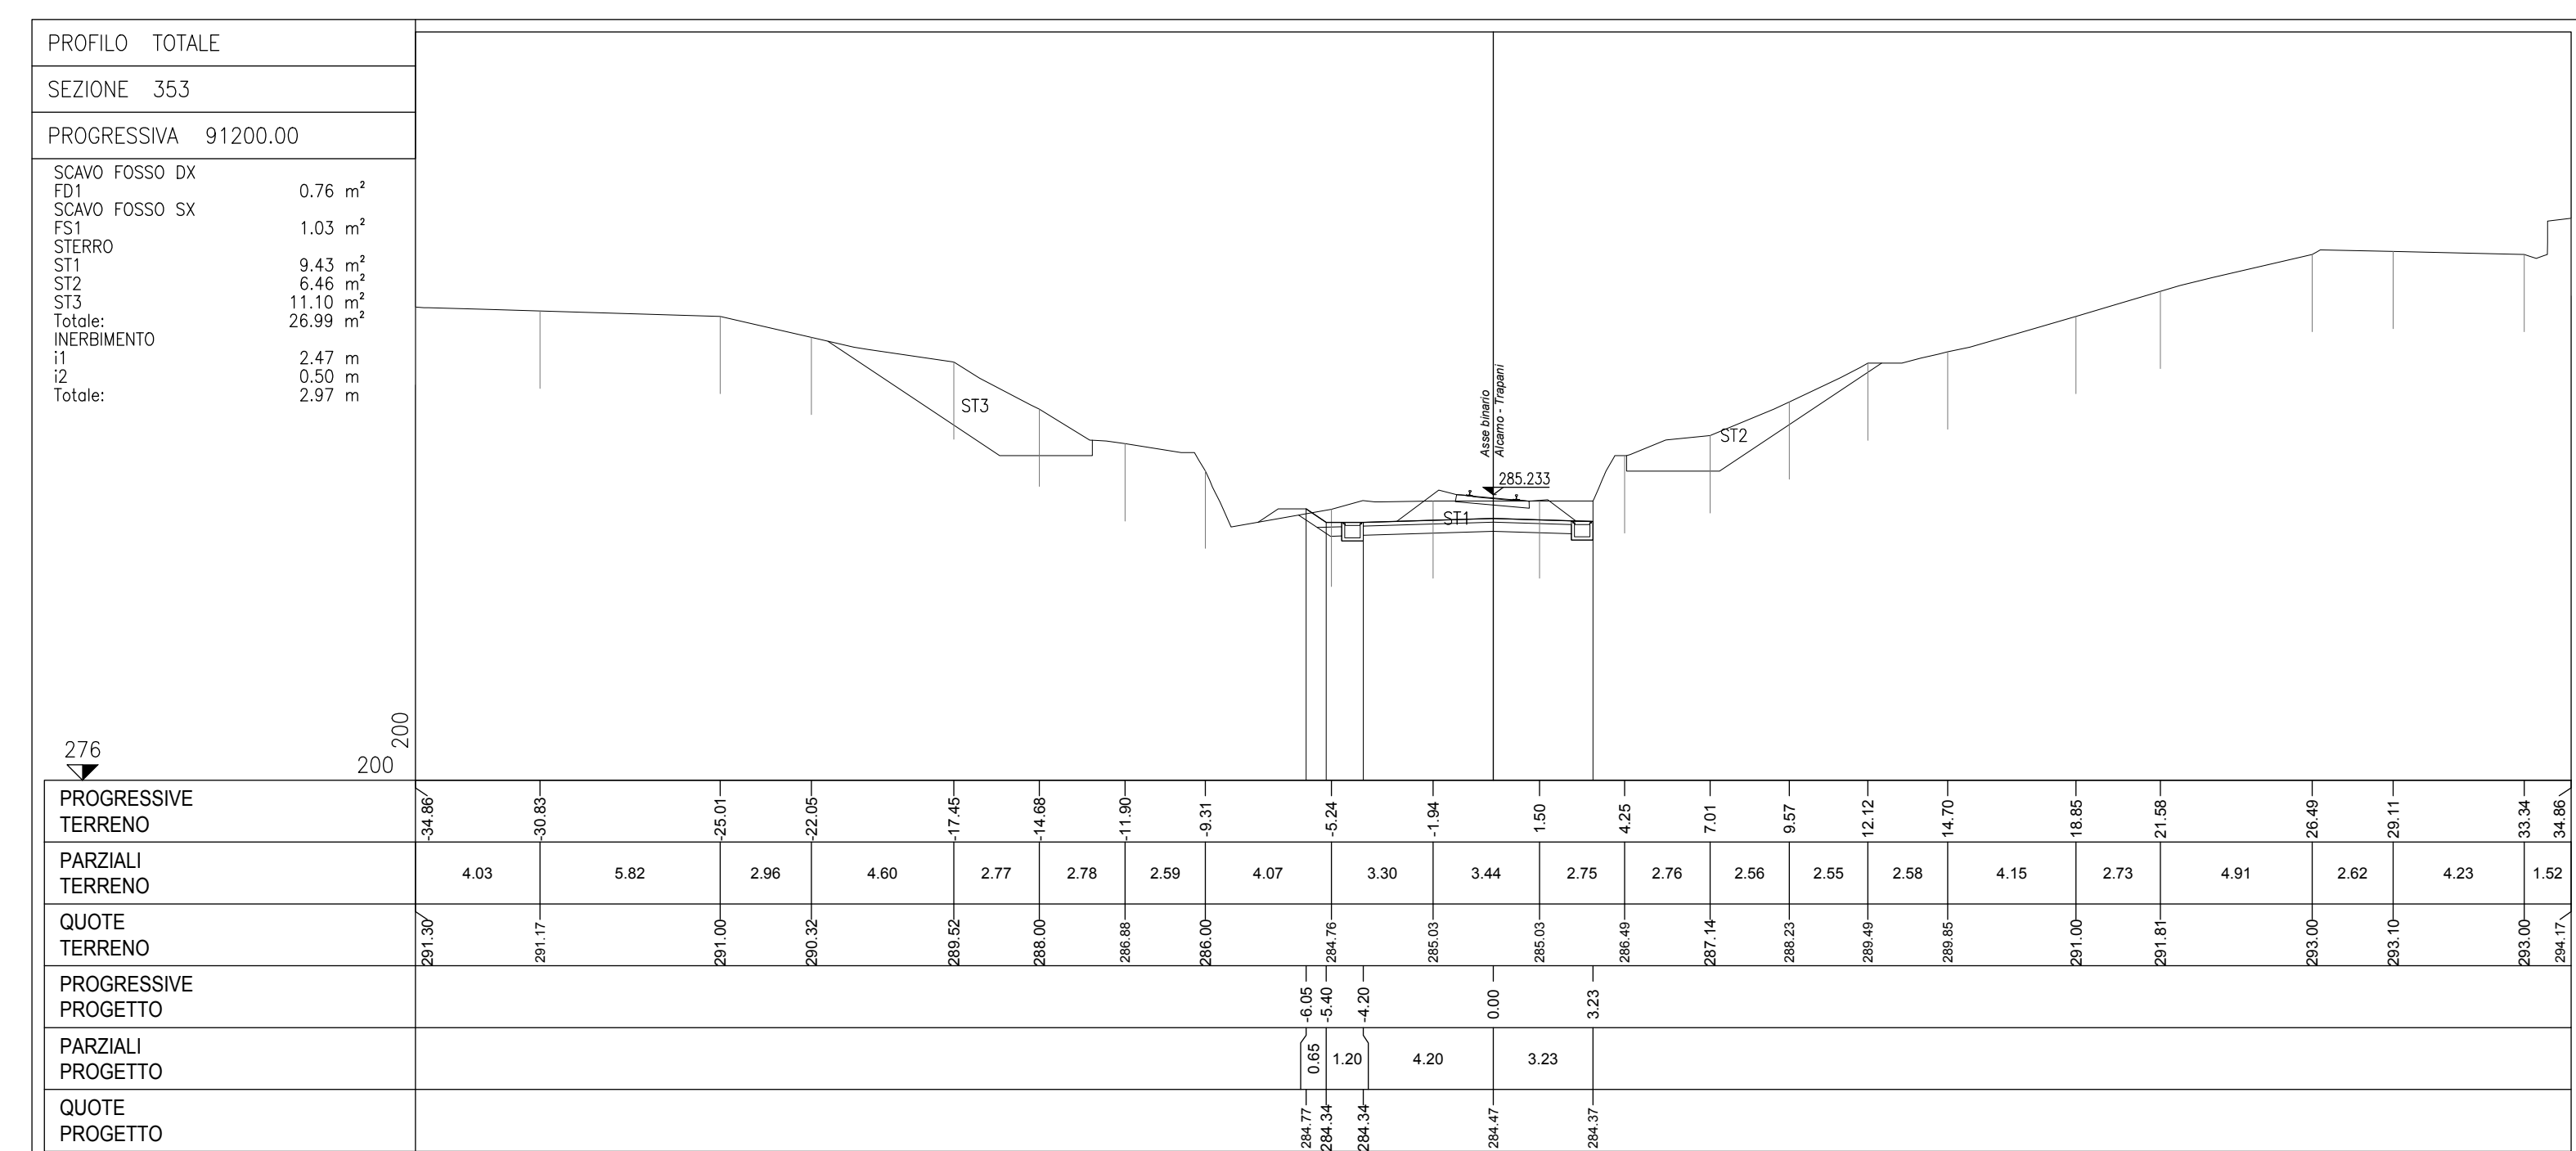 PROFILO TOTALE
SEZIONE 353
PROGRESSIVA 91200.00
SCAVO FOSSO DX
FD1 0.76 m²
SCAVO FOSSO SX
FS1 1.03 m²
STERRO
ST1 9.43 m²
ST2 6.46 m²
ST3 11.10 m²
Totale: 26.99 m²
INERBIMENTO
i1 2.47 m
i2 0.50 m
Totale: 2.97 m
ST3
Asse binario
Alcamo - Trapani
285.233
ST1
ST2
276
200
200
PROGRESSIVE
TERRENO
-34.86 -30.83 -25.01 -22.05 -17.45 -14.68 -11.90 -9.31 -5.24 -1.94 1.50 4.25 7.01 9.57 12.12 14.70 18.85 21.58 26.49 29.11 33.34 34.86
PARZIALI
TERRENO
4.03 5.82 2.96 4.60 2.77 2.78 2.59 4.07 3.30 3.44 2.75 2.76 2.56 2.55 2.58 4.15 2.73 4.91 2.62 4.23 1.52
QUOTE
TERRENO
291.30 291.17 291.00 290.32 289.52 288.00 286.88 286.00 284.76 285.03 285.03 286.49 287.14 288.23 289.49 289.85 291.00 291.81 293.00 293.10 293.00 294.17
PROGRESSIVE
PROGETTO
-6.05 -5.40 -4.20 0.00 3.23
PARZIALI
PROGETTO
0.65 1.20 4.20 3.23
QUOTE
PROGETTO
284.77 284.34 284.34 284.47 284.37